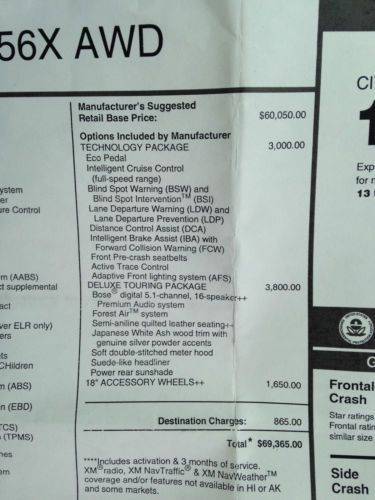 56X AWD
Manufacturer's Suggested
Retail Base Price: $60,050.00
Options Included by Manufacturer
TECHNOLOGY PACKAGE 3,000.00
Eco Pedal
Intelligent Cruise Control
(full-speed range)
Blind Spot Warning (BSW) and
Blind Spot Intervention™ (BSI)
Lane Departure Warning (LDW) and
Lane Departure Prevention (LDP)
Distance Control Assist (DCA)
Intelligent Brake Assist (IBA) with
Forward Collision Warning (FCW)
Front Pre-crash seatbelts
Active Trace Control
Adaptive Front lighting system (AFS)
DELUXE TOURING PACKAGE 3,800.00
Bose® digital 5.1-channel, 16-speaker++
Premium Audio system
Forest Air™ system
Semi-aniline quilted leather seating++
Japanese White Ash wood trim with
genuine silver powder accents
Soft double-stitched meter hood
Suede-like headliner
Power rear sunshade
18" ACCESSORY WHEELS++ 1,650.00
Destination Charges: 865.00
Total* $69,365.00
****Includes activation & 3 months of service.
XM® radio, XM NavTraffic® & XM NavWeather™
coverage and/or features not available in HI or AK
and some markets.
ystem
er
ure Control
m (AABS)
ct supplemental
act
ver ELR only)
ers
ts
CHildren
m (ABS)
n (EBD)
TCS)
(TPMS)
nes
em
CI
1
Exp
for m
13
G
Frontal
Crash
Star ratings
Frontal ratin
similar size
Side
Crash